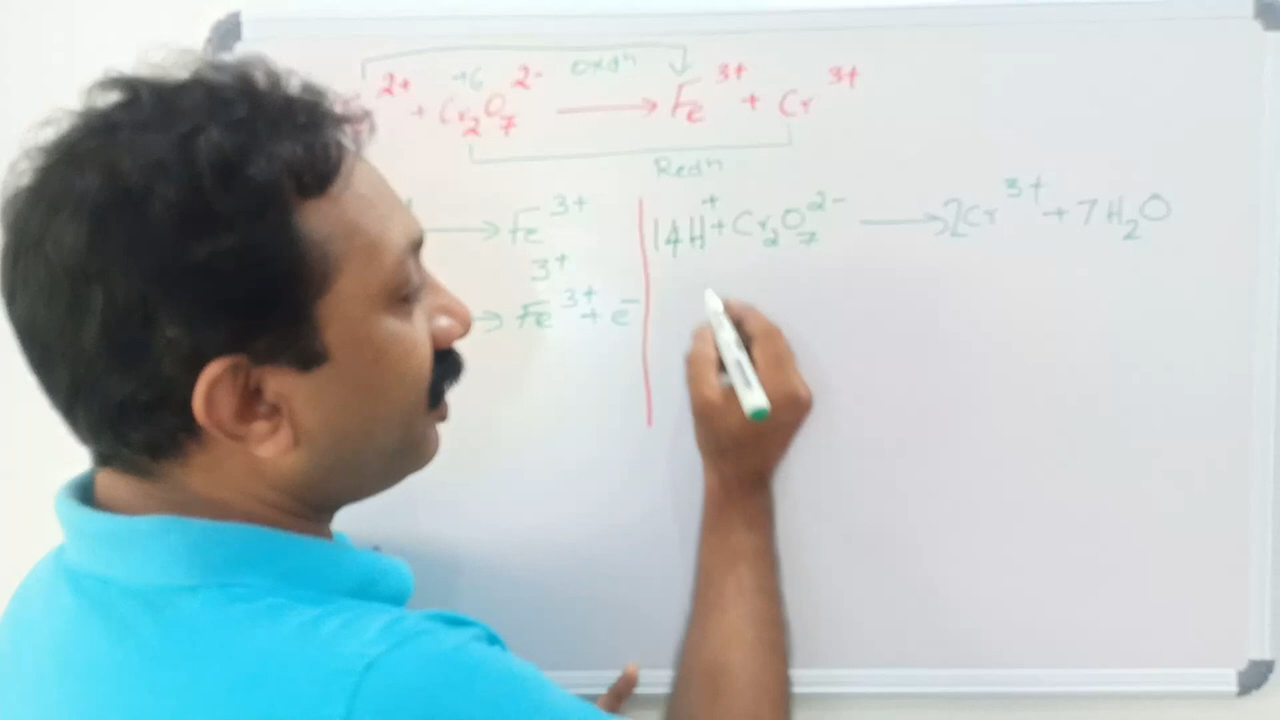 2+ + Cr₂O₇ 2- → Fe 3+ + Cr 3+
+6
Oxdn
Redn
→ Fe 3+
3+
→ Fe 3+ + e-
14H+ + Cr₂O₇ 2- → 2Cr 3+ + 7H₂O